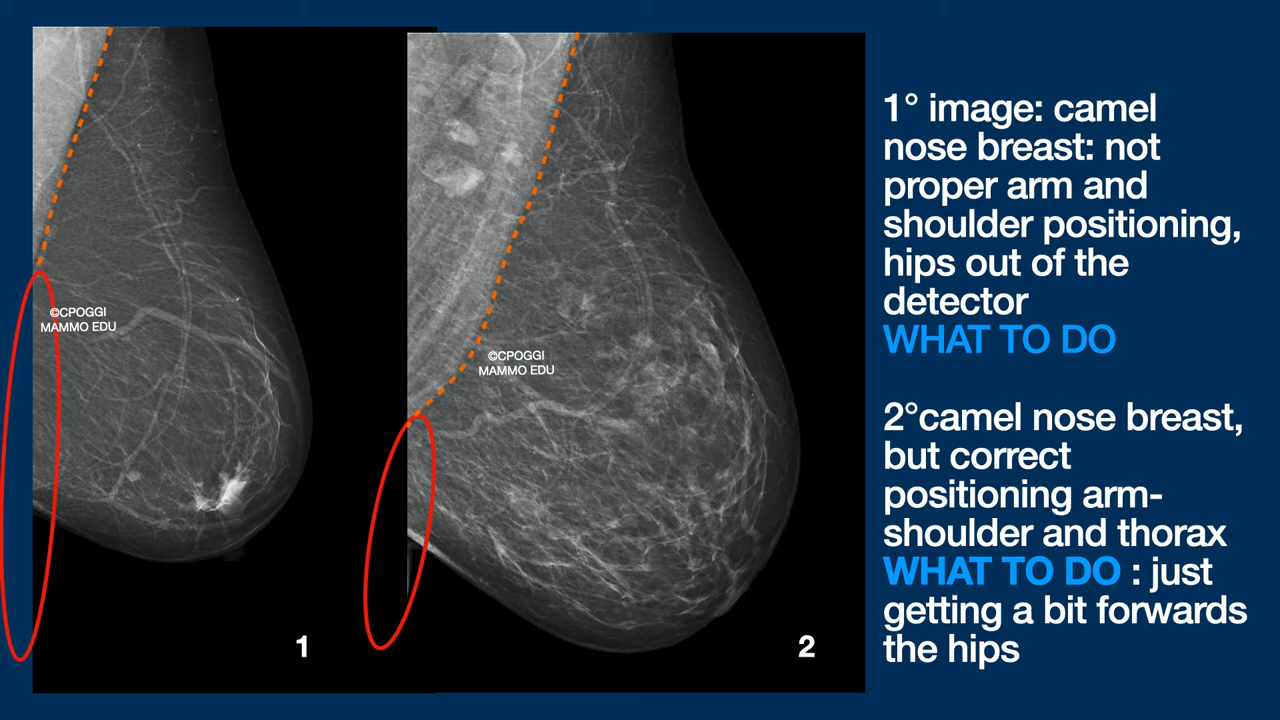 ©CPOGGI
MAMMO EDU
1
©CPOGGI
MAMMO EDU
2
1° image: camel
nose breast: not
proper arm and
shoulder positioning,
hips out of the
detector
WHAT TO DO
2°camel nose breast,
but correct
positioning arm-
shoulder and thorax
WHAT TO DO : just
getting a bit forwards
the hips